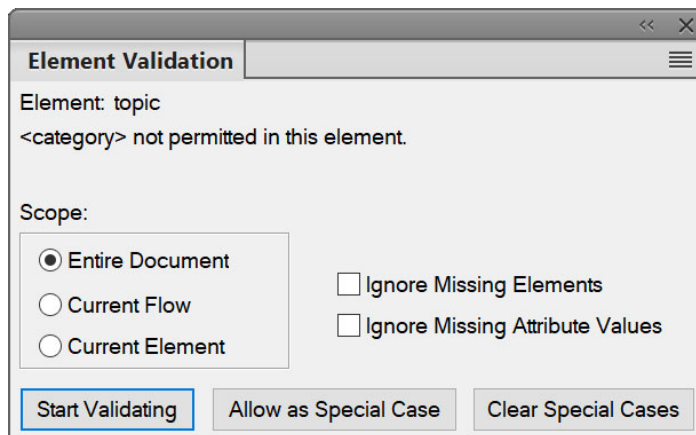 Element Validation
Element: topic
<category> not permitted in this element.
Scope:
Entire Document
Current Flow
Current Element
Ignore Missing Elements
Ignore Missing Attribute Values
Start Validating
Allow as Special Case
Clear Special Cases